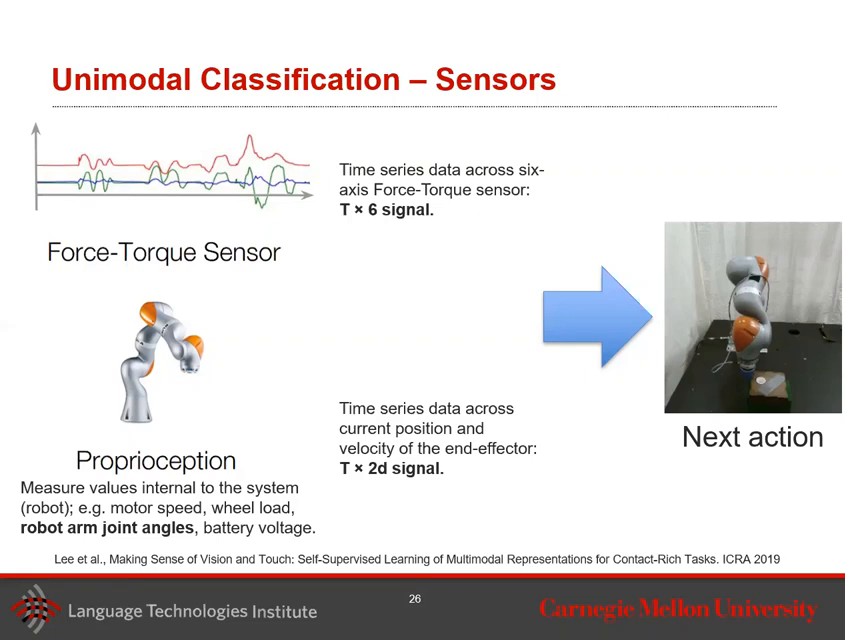 Unimodal Classification – Sensors
Time series data across six-
axis Force-Torque sensor:
T × 6 signal.
Force-Torque Sensor
Time series data across
current position and
velocity of the end-effector:
T × 2d signal.
Next action
Proprioception
Measure values internal to the system
(robot); e.g. motor speed, wheel load,
robot arm joint angles, battery voltage.
Lee et al., Making Sense of Vision and Touch: Self-Supervised Learning of Multimodal Representations for Contact-Rich Tasks. ICRA 2019
26
Language Technologies Institute
Carnegie Mellon University